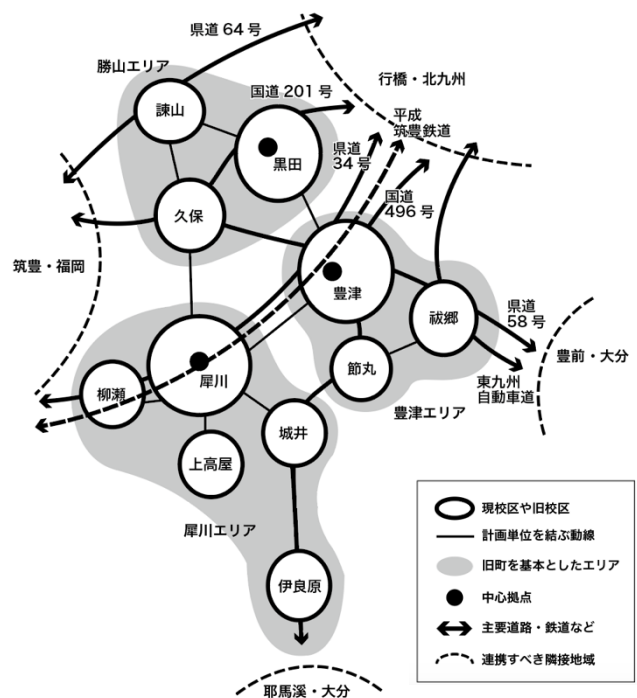 県道 64 号
勝山エリア
行橋・北九州
国道 201 号
諫山
平成
筑豊鉄道
県道
34 号
黒田
国道
496 号
久保
筑豊・福岡
豊津
祓郷
県道
58 号
豊前・大分
節丸
犀川
東九州
自動車道
柳瀬
豊津エリア
城井
上高屋
犀川エリア
伊良原
耶馬溪・大分
現校区や旧校区
計画単位を結ぶ動線
旧町を基本としたエリア
中心拠点
主要道路・鉄道など
連携すべき隣接地域